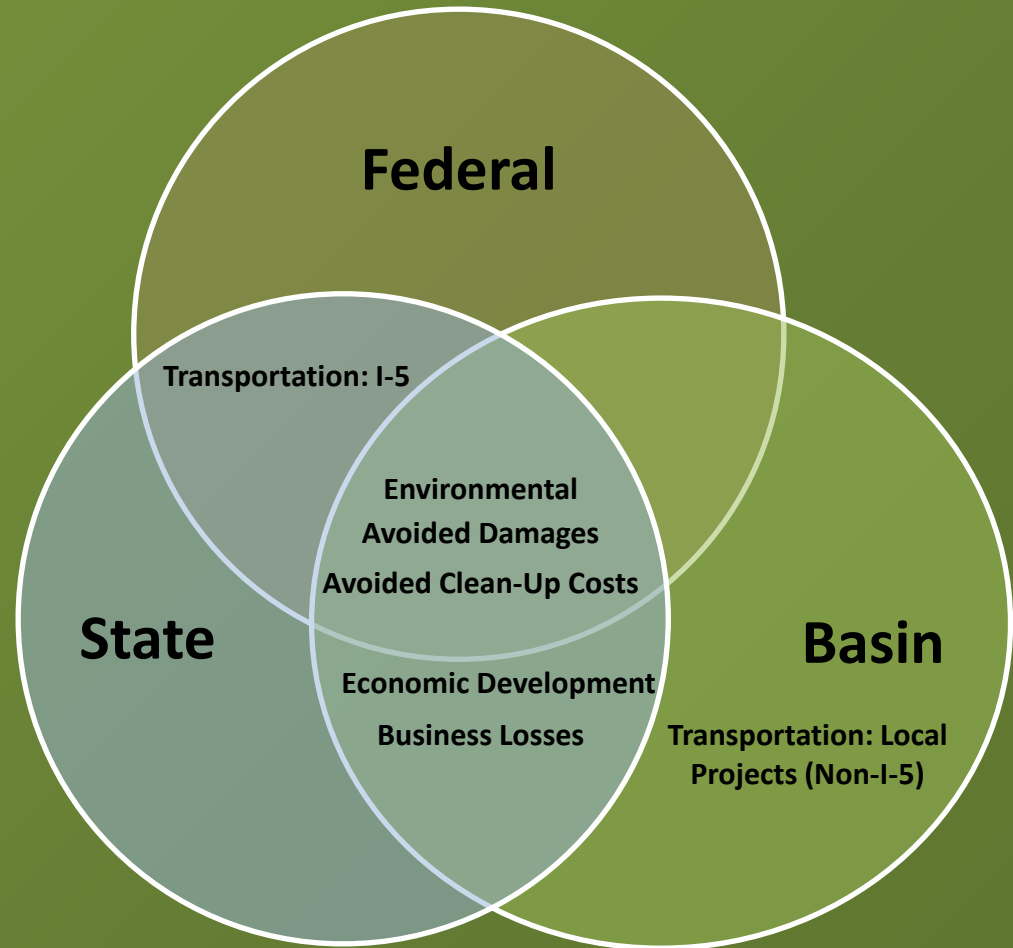 Federal
Transportation: I-5
Environmental
Avoided Damages
Avoided Clean-Up Costs
State
Basin
Economic Development
Business Losses
Transportation: Local
Projects (Non-I-5)